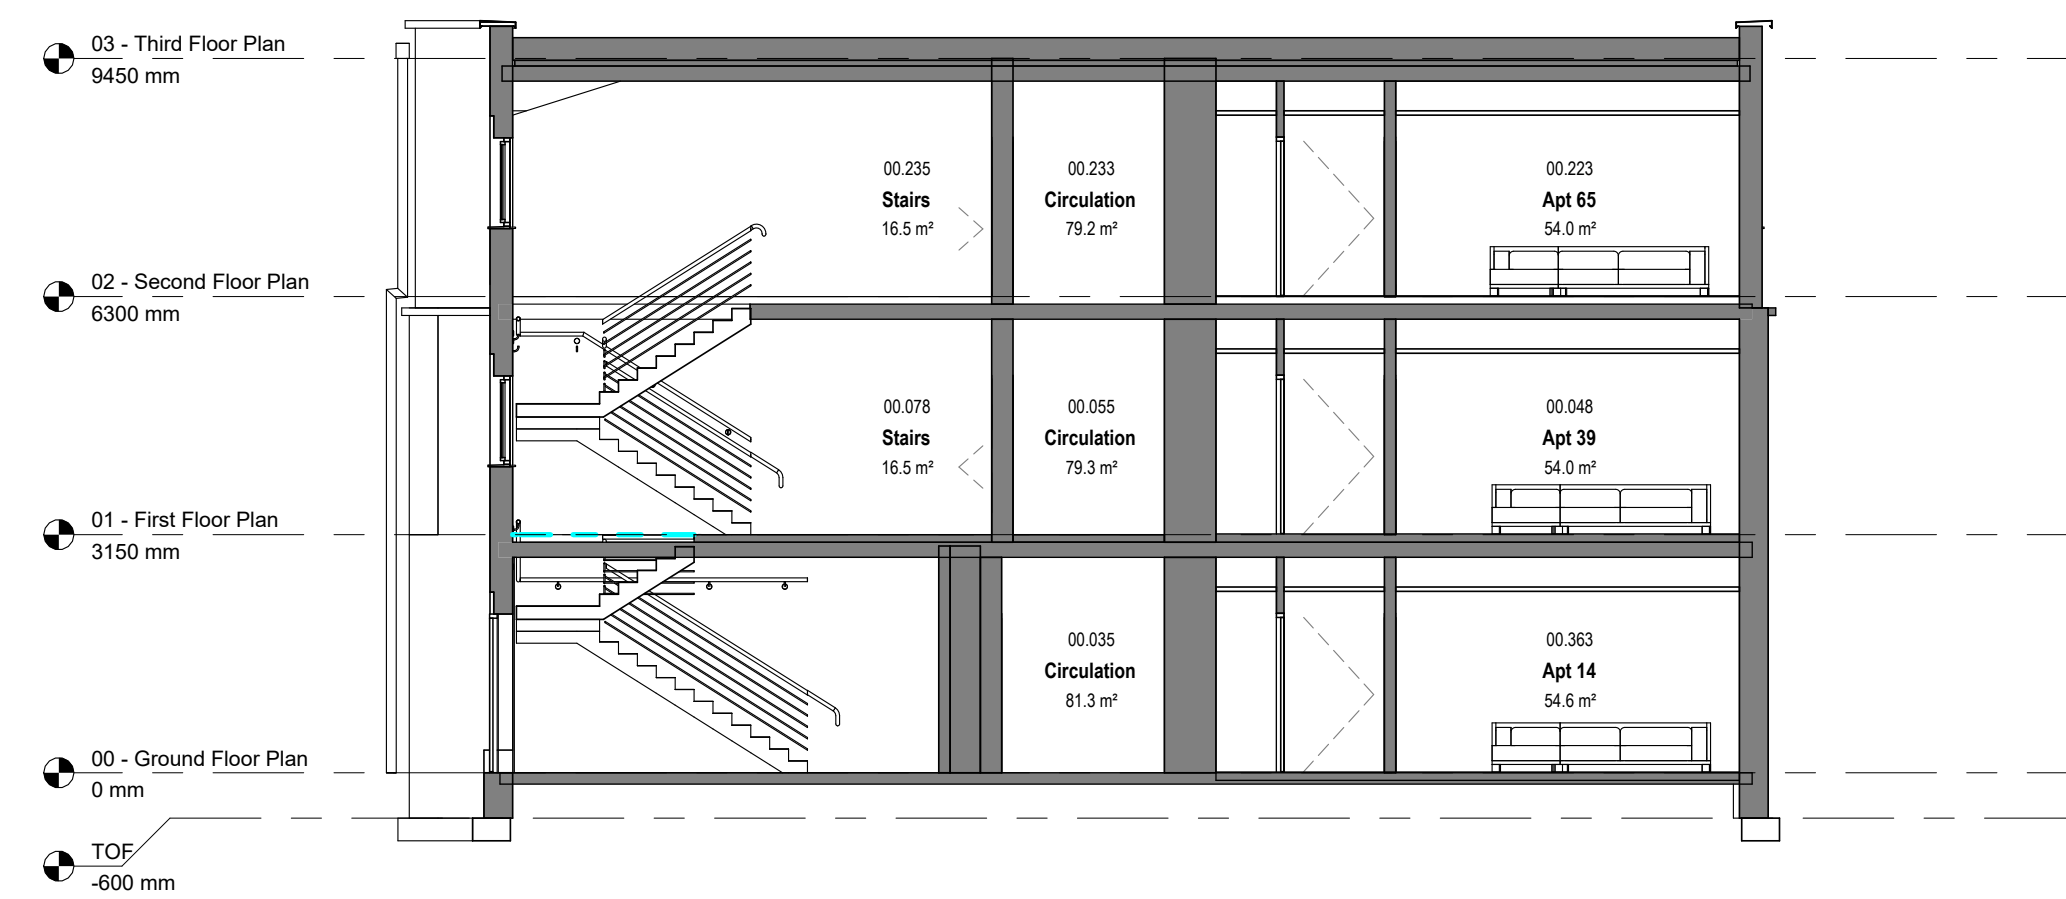 03 - Third Floor Plan
9450 mm
00.235
Stairs
16.5 m²
00.233
Circulation
79.2 m²
00.223
Apt 65
54.0 m²
02 - Second Floor Plan
6300 mm
00.078
Stairs
16.5 m²
00.055
Circulation
79.3 m²
00.048
Apt 39
54.0 m²
01 - First Floor Plan
3150 mm
00.035
Circulation
81.3 m²
00.363
Apt 14
54.6 m²
00 - Ground Floor Plan
0 mm
TOF
-600 mm